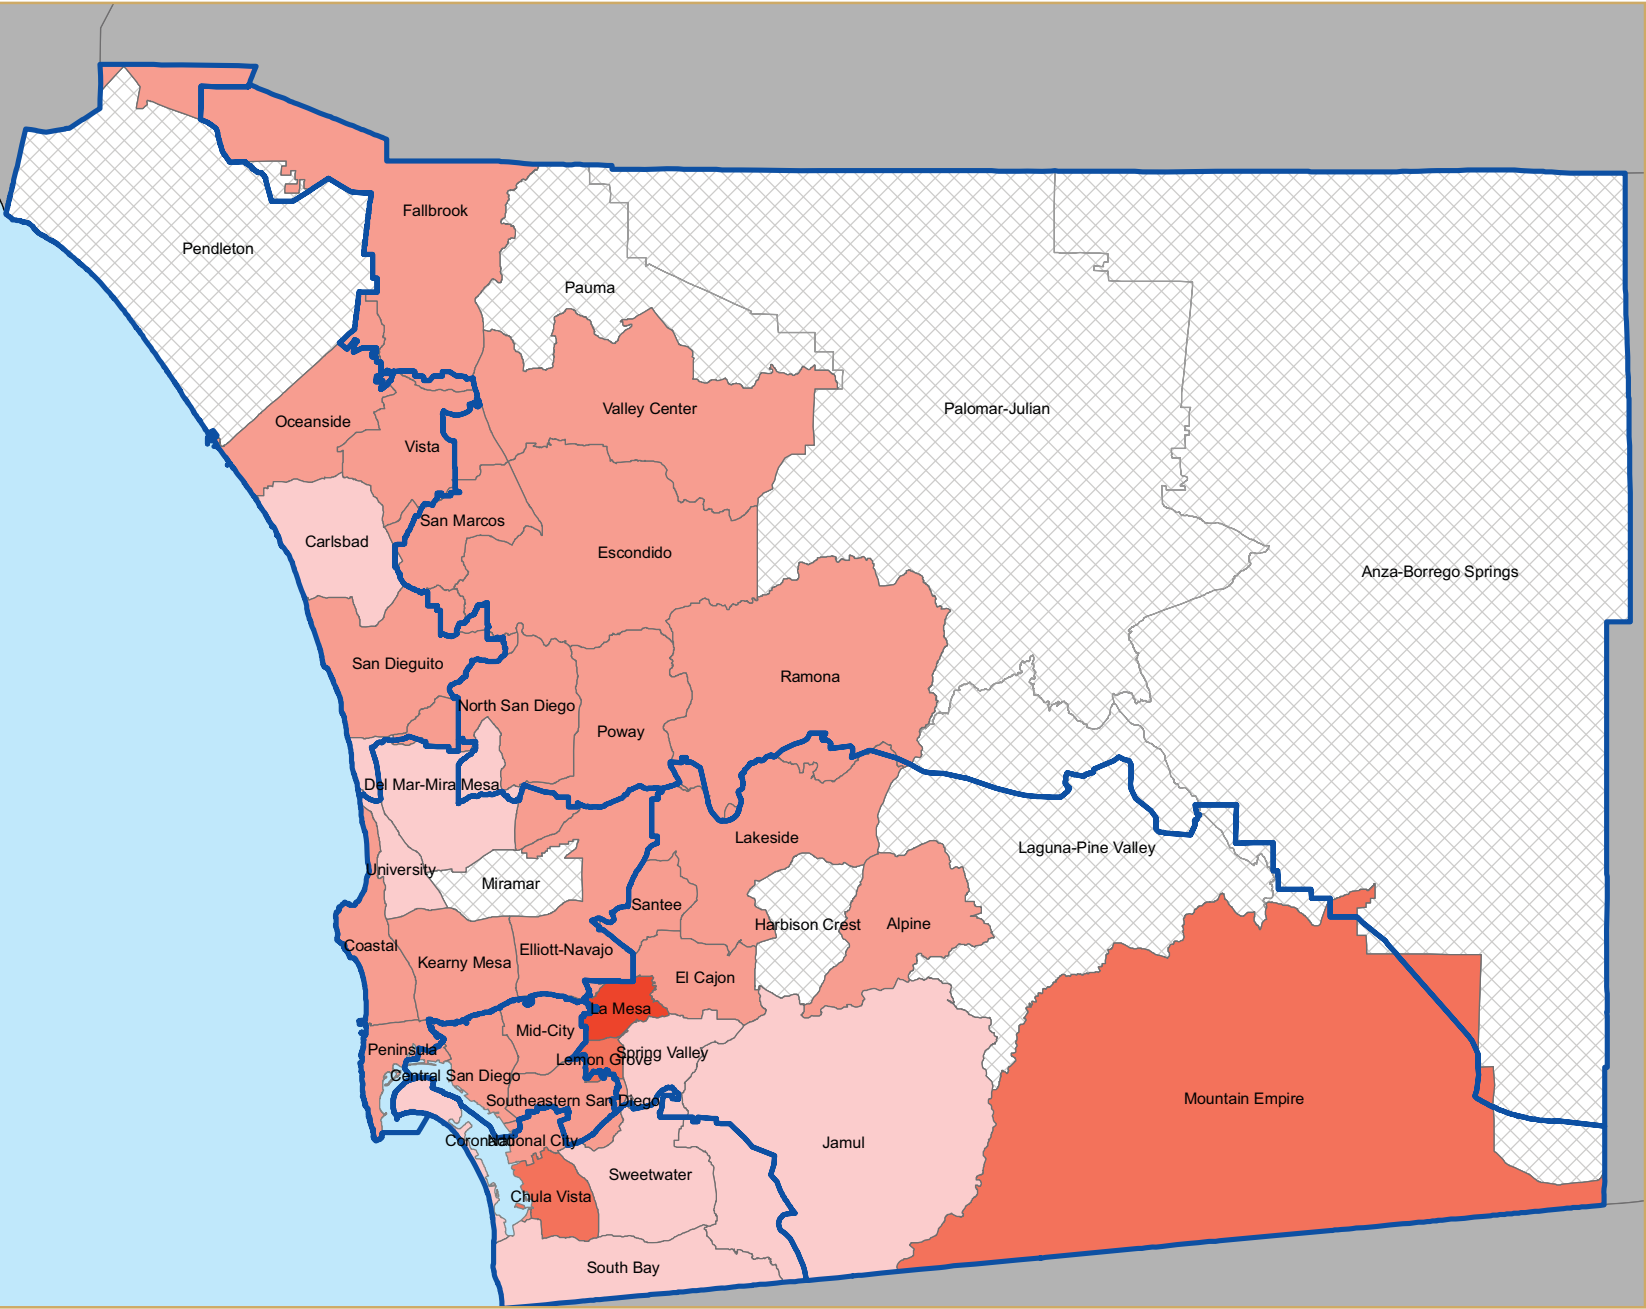 Fallbrook
Pendleton
Pauma
Valley Center
Palomar-Julian
Oceanside
Vista
San Marcos
Carlsbad
Escondido
Anza-Borrego Springs
San Dieguito
Ramona
North San Diego
Poway
Del Mar-Mira Mesa
Lakeside
Laguna-Pine Valley
University
Miramar
Santee
Harbison Crest
Alpine
Coastal
Elliott-Navajo
Kearny Mesa
El Cajon
La Mesa
Mid-City
Peninsula
Lemon Grove
Spring Valley
Central San Diego
Southeastern San Diego
Mountain Empire
Coronado
National City
Jamul
Sweetwater
Chula Vista
South Bay